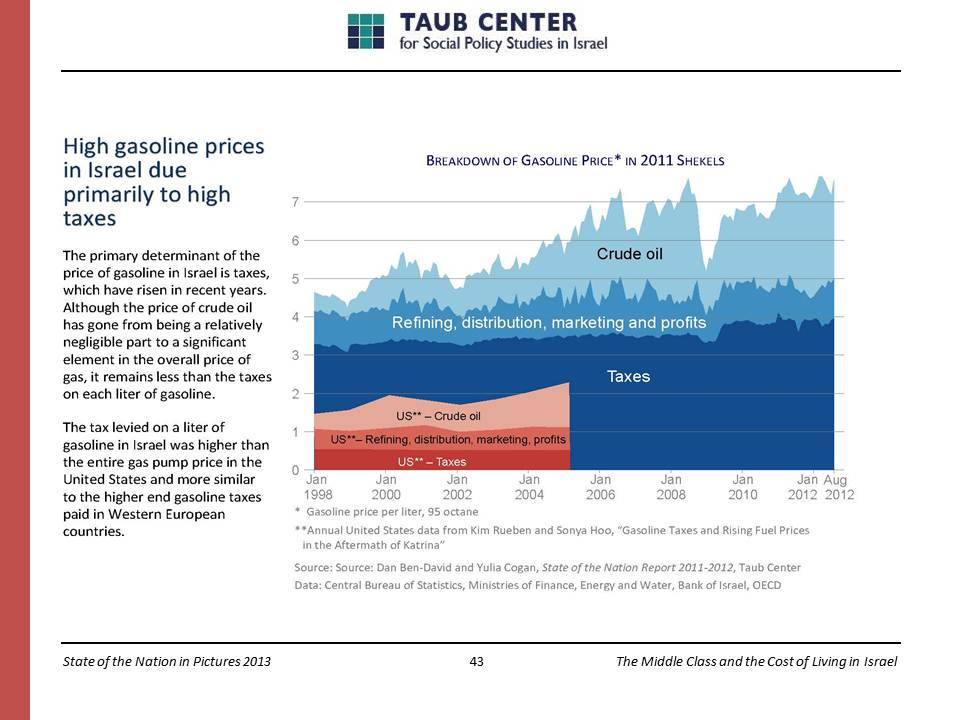 TAUB CENTER
for Social Policy Studies in Israel
High gasoline prices
in Israel due
primarily to high
taxes
The primary determinant of the
price of gasoline in Israel is taxes,
which have risen in recent years.
Although the price of crude oil
has gone from being a relatively
negligible part to a significant
element in the overall price of
gas, it remains less than the taxes
on each liter of gasoline.
The tax levied on a liter of
gasoline in Israel was higher than
the entire gas pump price in the
United States and more similar
to the higher end gasoline taxes
paid in Western European
countries.
BREAKDOWN OF GASOLINE PRICE* IN 2011 SHEKELS
7
6
5
4
3
2
1
0
Crude oil
Refining, distribution, marketing and profits
Taxes
US** – Crude oil
US**– Refining, distribution, marketing, profits
US** – Taxes
Jan Jan Jan Jan Jan Jan Jan Jan Aug
1998 2000 2002 2004 2006 2008 2010 2012 2012
* Gasoline price per liter, 95 octane
**Annual United States data from Kim Rueben and Sonya Hoo, “Gasoline Taxes and Rising Fuel Prices
in the Aftermath of Katrina”
Source: Source: Dan Ben-David and Yulia Cogan, State of the Nation Report 2011-2012, Taub Center
Data: Central Bureau of Statistics, Ministries of Finance, Energy and Water, Bank of Israel, OECD
State of the Nation in Pictures 2013 43 The Middle Class and the Cost of Living in Israel